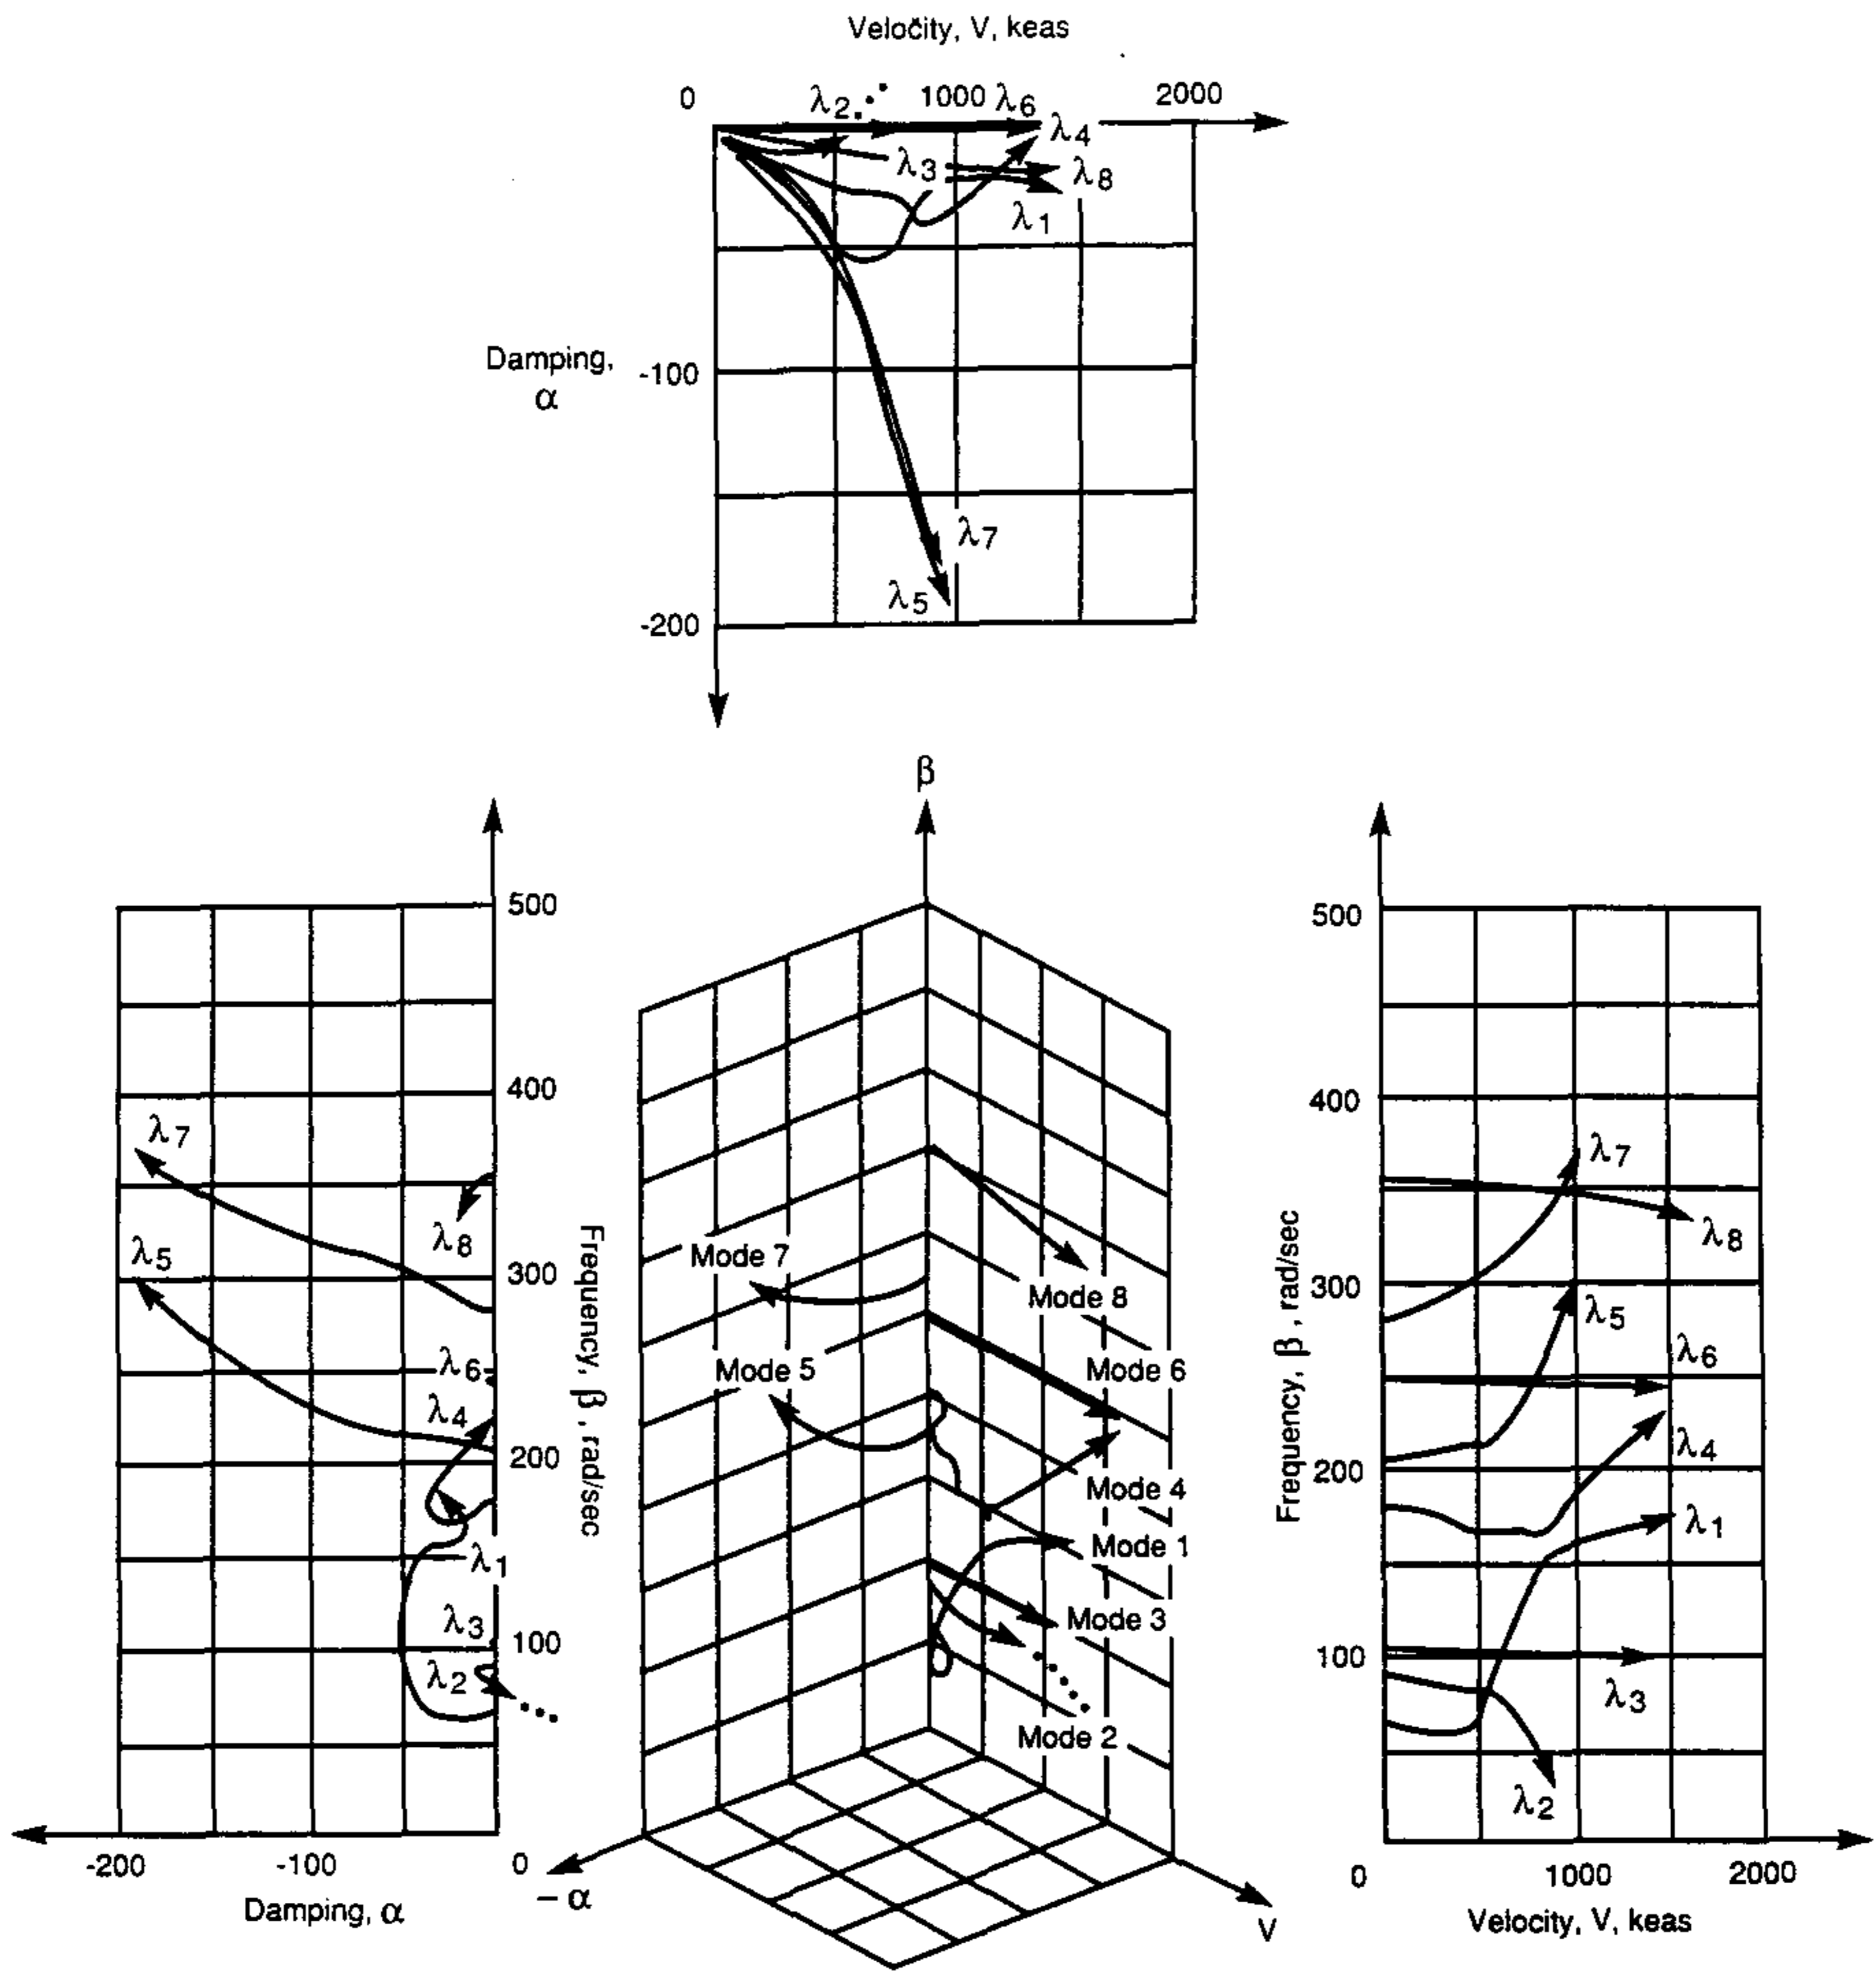 Velocity, V, keas
0 λ2 1000 λ6 2000
λ4
λ3 λ8
λ1
Damping,
α
-100
λ7
λ5
-200
β
500
400
λ7
λ8
λ5
300
λ6
λ4
200
λ1
λ3
100
λ2
-200 -100 0
Damping, α
Frequency, β, rad/sec
Mode 7
Mode 8
Mode 5
Mode 6
Mode 4
Mode 1
Mode 3
Mode 2
– α
V
500
400
λ7
λ8
300
λ5
λ6
λ4
200
λ1
100
λ3
λ2
0 1000 2000
Velocity, V, keas
Frequency, β, rad/sec